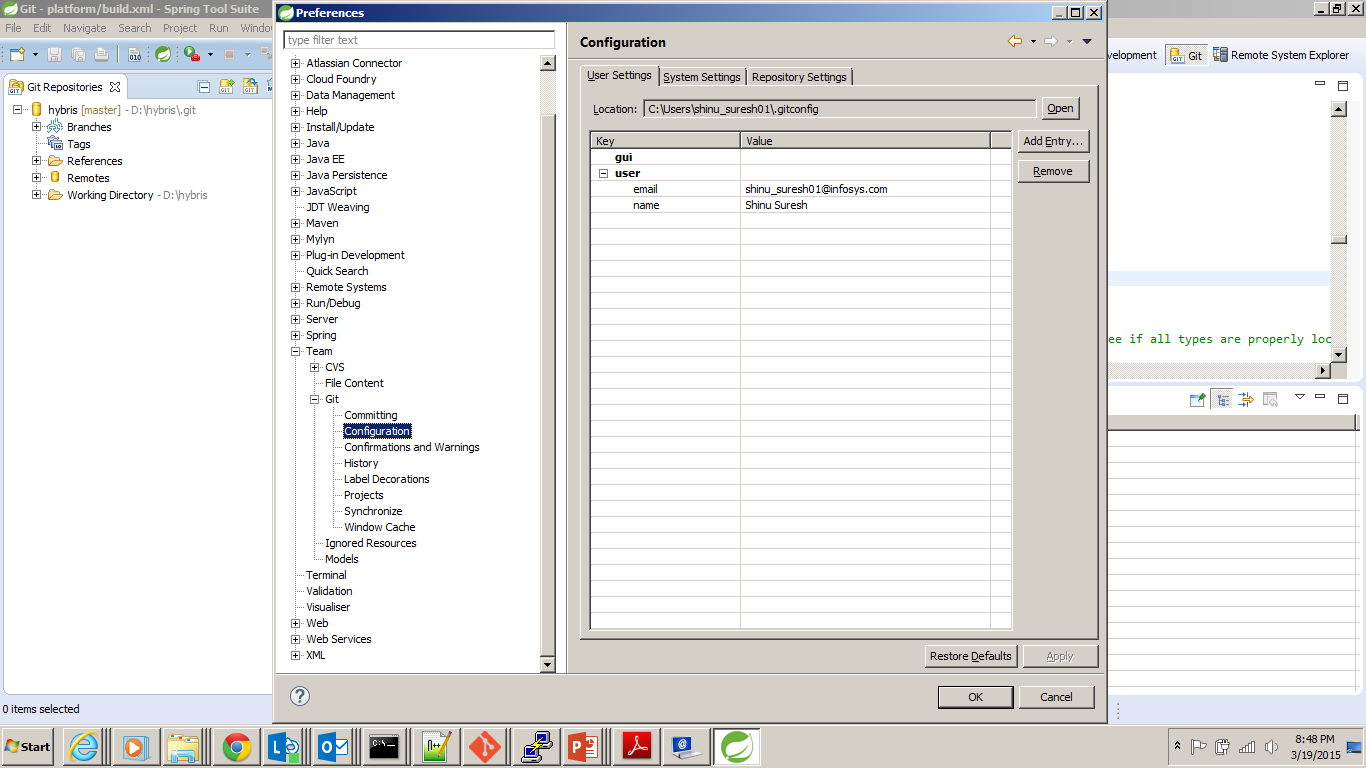 Git - platform/build.xml - Spring Tool Suite
File Edit Navigate Search Project Run Window
Git Repositories
hybris [master] - D:\hybris\.git
Branches
Tags
References
Remotes
Working Directory - D:\hybris
0 items selected
Preferences
type filter text
Atlassian Connector
Cloud Foundry
Data Management
Help
Install/Update
Java
Java EE
Java Persistence
JavaScript
JDT Weaving
Maven
Mylyn
Plug-in Development
Quick Search
Remote Systems
Run/Debug
Server
Spring
Team
CVS
File Content
Git
Committing
Configuration
Confirmations and Warnings
History
Label Decorations
Projects
Synchronize
Window Cache
Ignored Resources
Models
Terminal
Validation
Visualiser
Web
Web Services
XML
Configuration
User Settings System Settings Repository Settings
Location: C:\Users\shinu_suresh01\.gitconfig Open
Key Value
Add Entry...
Remove
gui
user
email shinu_suresh01@infosys.com
name Shinu Suresh
Restore Defaults Apply
OK Cancel
velopment Git Remote System Explorer
ee if all types are properly loc
Start
8:48 PM
3/19/2015